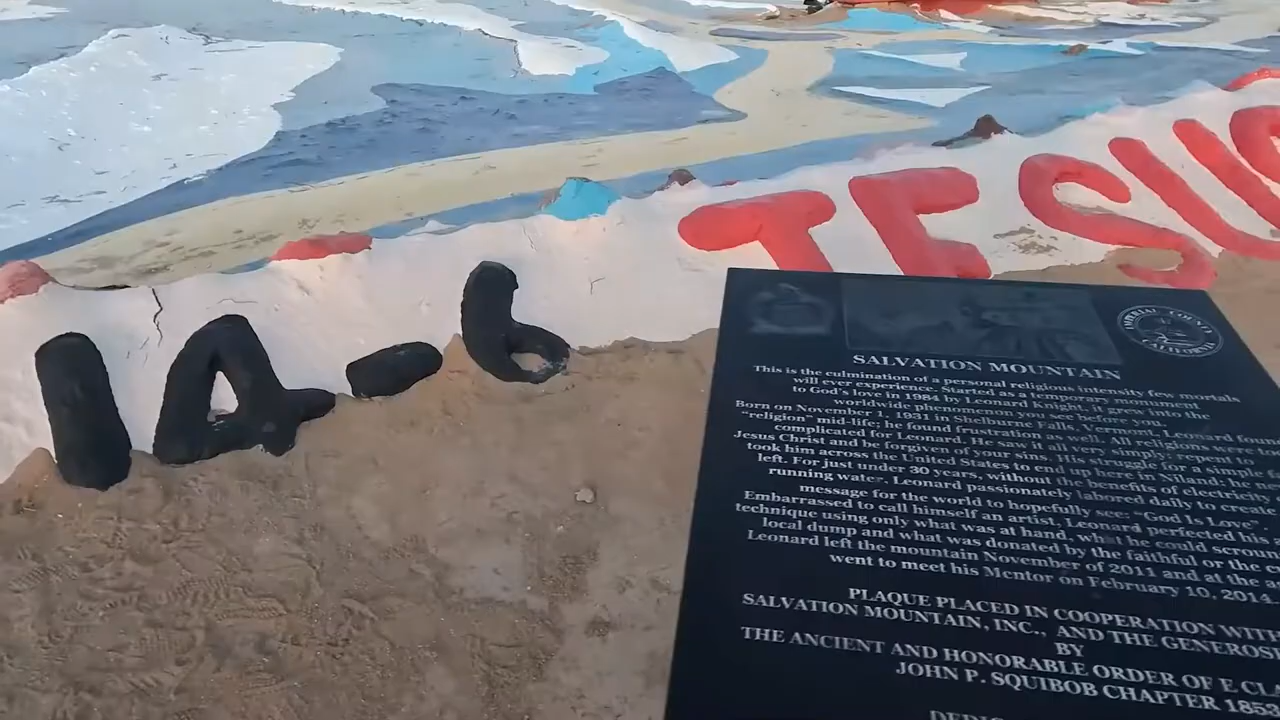 JESUS
14-6
IMPERIAL COUNTY
CALIFORNIA
SALVATION MOUNTAIN
This is the culmination of a personal religious intensity few mortals
will ever experience. Started as a temporary monument
to God's love in 1984 by Leonard Knight, it grew into the
worldwide phenomenon you see before you.
Born on November 1, 1931 in Shelburne Falls, Vermont, Leonard found
"religion" mid-life; he found frustration as well. All religions were
complicated for Leonard. He saw it all very simply: repent to
Jesus Christ and be forgiven of your sins. His struggle for a simple
took him across the United States to end up here in Niland; he
left. For just under 30 years, without the benefits of electricity
running water, Leonard passionately labored daily to create
message for the world to hopefully see: "God Is Love"
Embarrassed to call himself an artist, Leonard perfected his
technique using only what was at hand, what he could scroun
local dump and what was donated by the faithful or the
Leonard left the mountain November of 2011 and at the
went to meet his Mentor on February 10, 2014.
PLAQUE PLACED IN COOPERATION WITH
SALVATION MOUNTAIN, INC., AND THE GENEROSI
BY
THE ANCIENT AND HONORABLE ORDER OF E CLA
JOHN P. SQUIBOB CHAPTER 1853
DEDIC